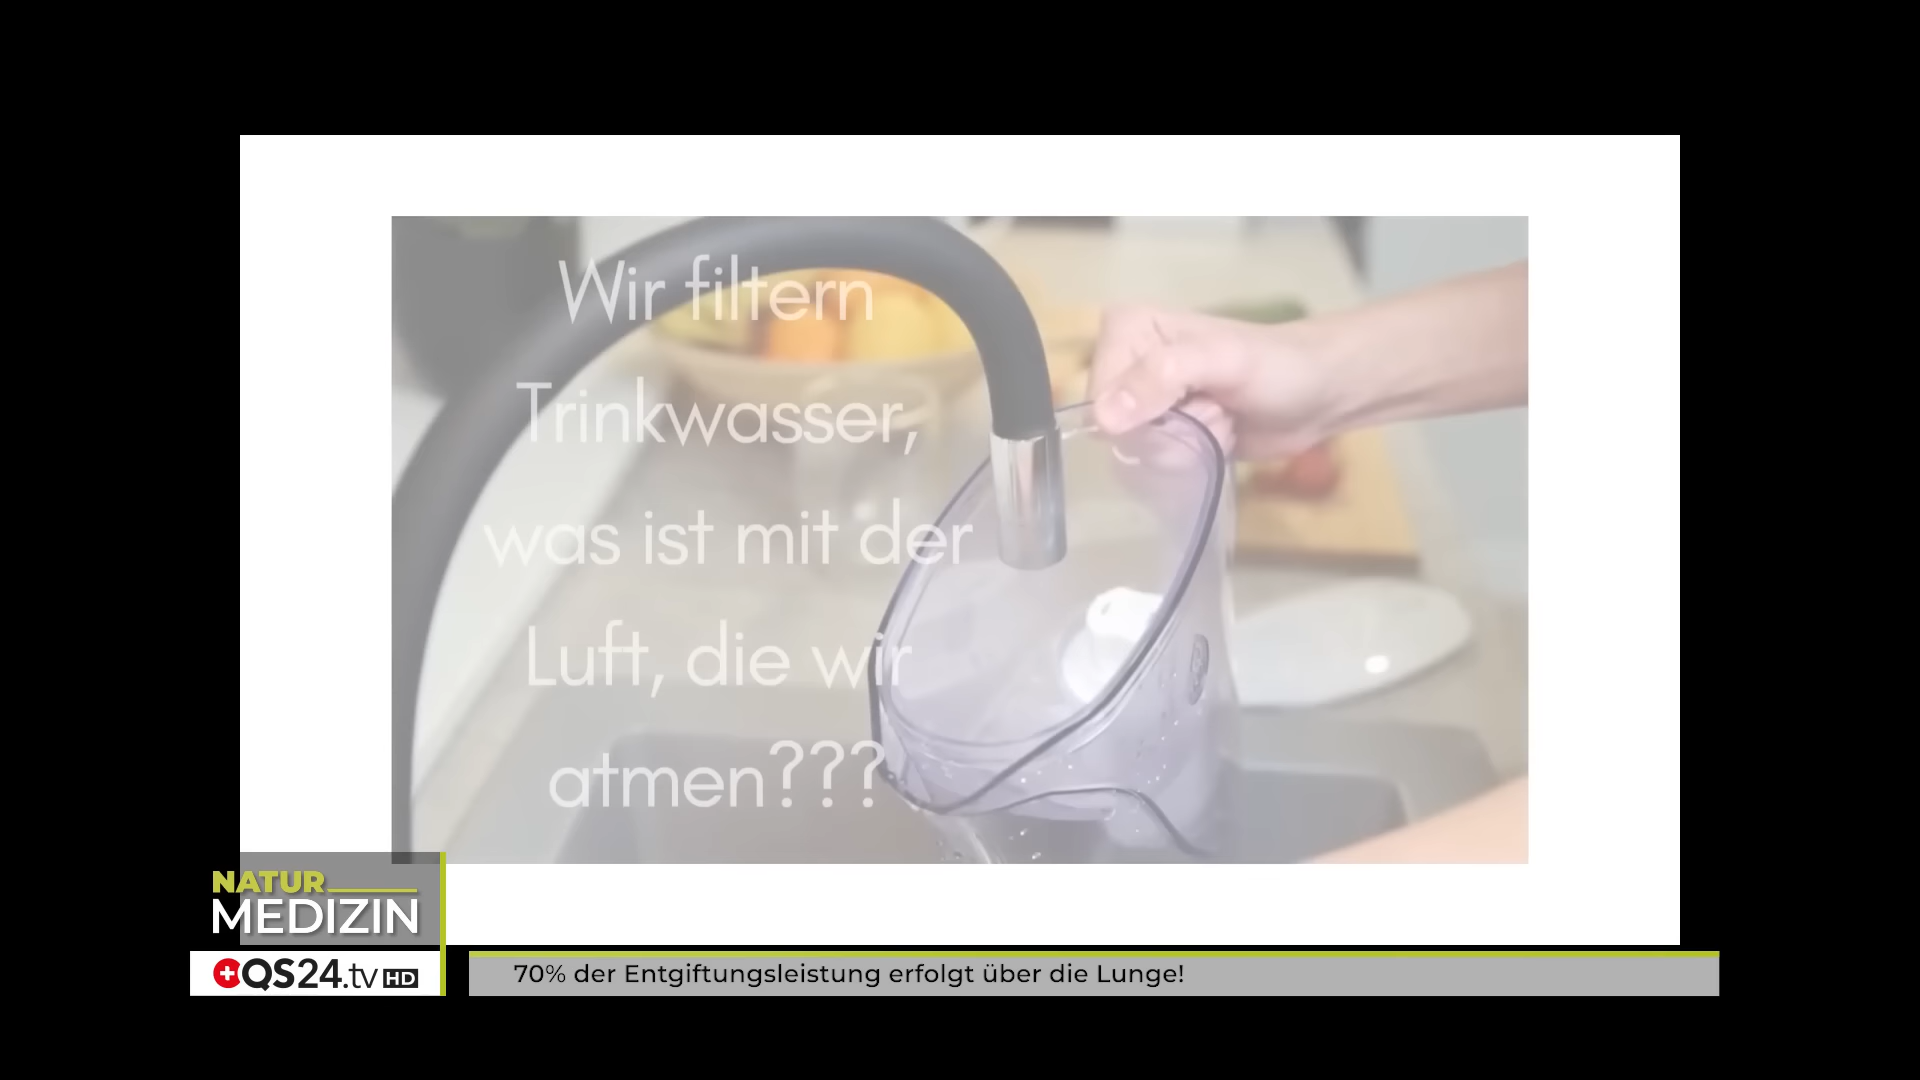 Wir filtern
Trinkwasser,
was ist mit der
Luft, die wir
atmen???
NATUR
MEDIZIN
QS24.tv HD
70% der Entgiftungsleistung erfolgt über die Lunge!